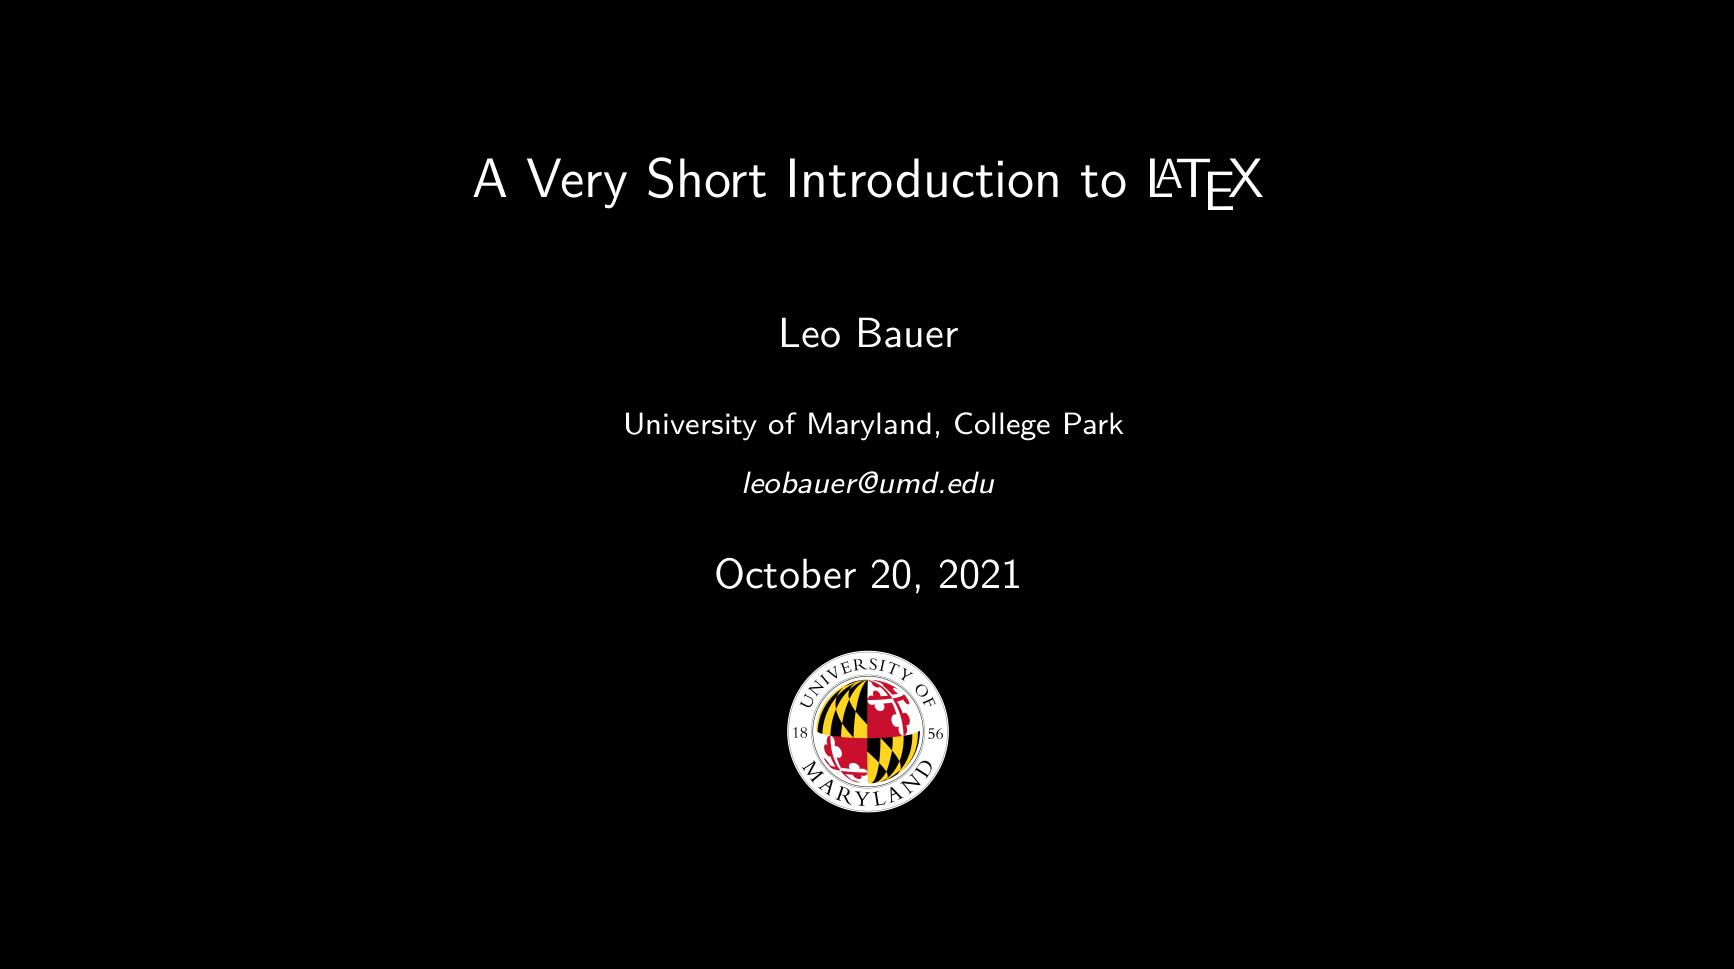 A Very Short Introduction to LATEX
Leo Bauer
University of Maryland, College Park
leobauer@umd.edu
October 20, 2021
UNIVERSITY OF
18 56
MARYLAND